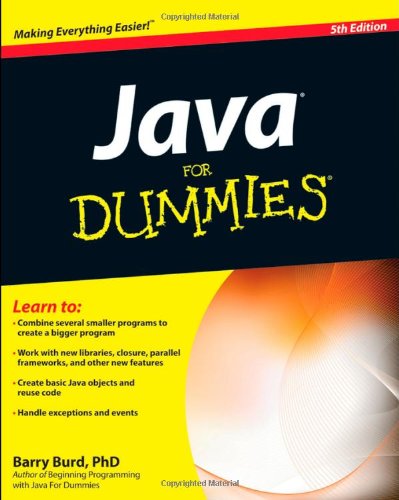 Making Everything Easier!™
5th Edition
Java®
FOR
DUMMIES®
Learn to:
• Combine several smaller programs to
create a bigger program
• Work with new libraries, closure, parallel
frameworks, and other new features
• Create basic Java objects and
reuse code
• Handle exceptions and events
Barry Burd, PhD
Author of Beginning Programming
with Java For Dummies